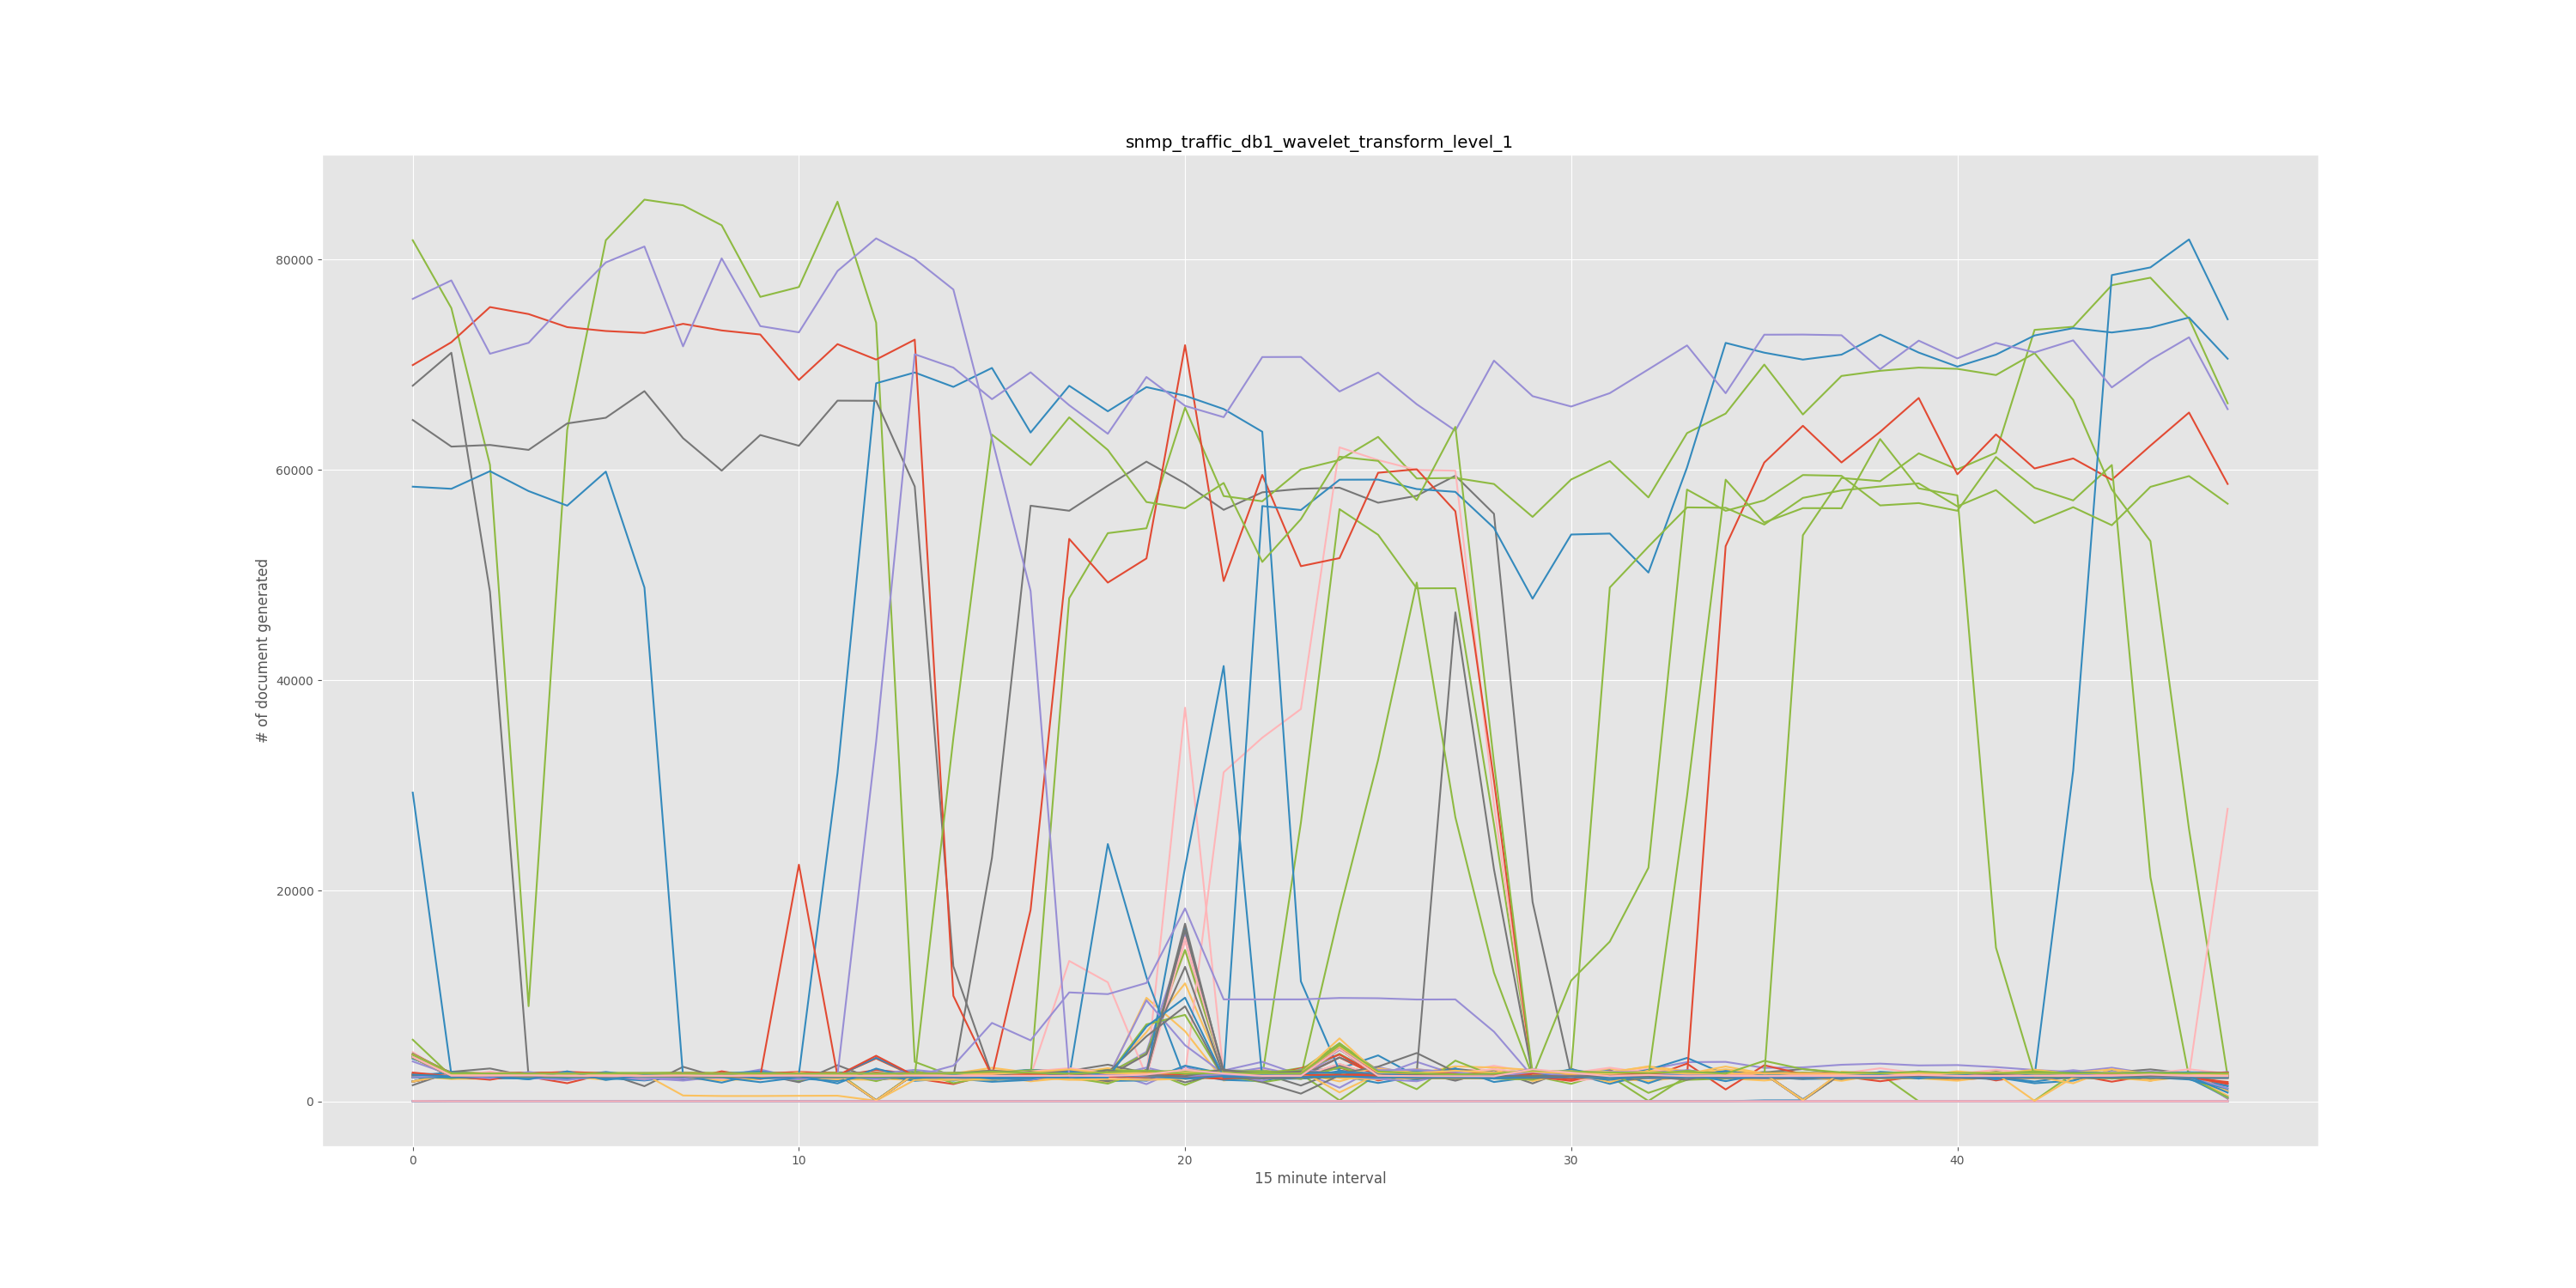 snmp_traffic_db1_wavelet_transform_level_1
80000
60000
40000
20000
0
# of document generated
0 10 20 30 40
15 minute interval